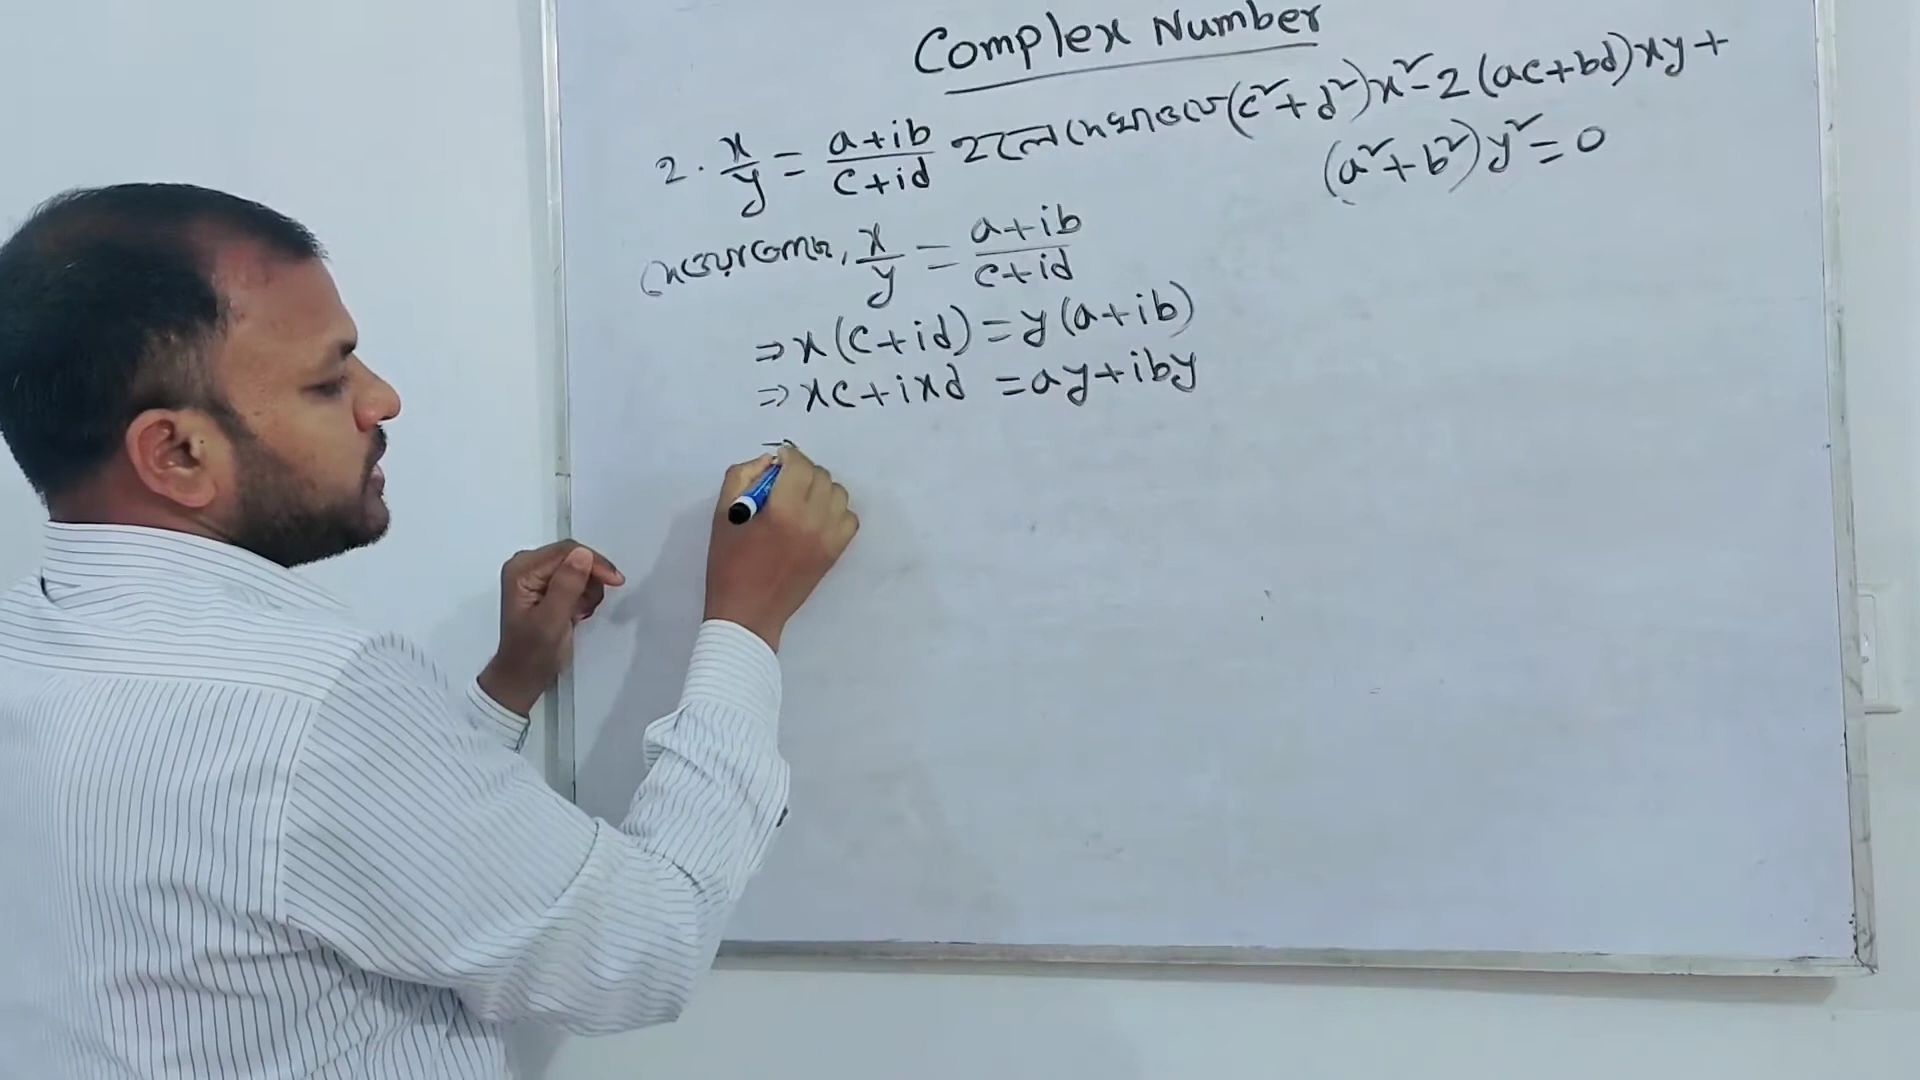 Complex Number
2. x/y = (a+ib)/(c+id) হলে দেখাওযে (c²+d²)x²-2(ac+bd)xy+
(a²+b²)y²=0
দেওয়াআছে, x/y = (a+ib)/(c+id)
⇒x(c+id)=y(a+ib)
⇒xc+ixd =ay+iby